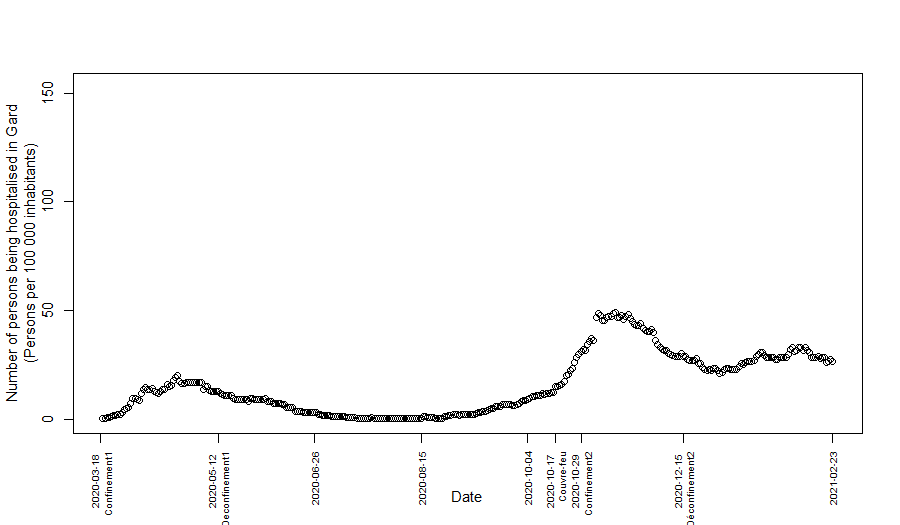 Number of persons being hospitalised in Gard
(Persons per 100 000 inhabitants)
150
100
50
0
2020-03-18
Confinement1
2020-05-12
Déconfinement1
2020-06-26
2020-08-15
2020-10-04
2020-10-17
Couvre-feu
2020-10-29
Confinement2
2020-12-15
Déconfinement2
2021-02-23
Date